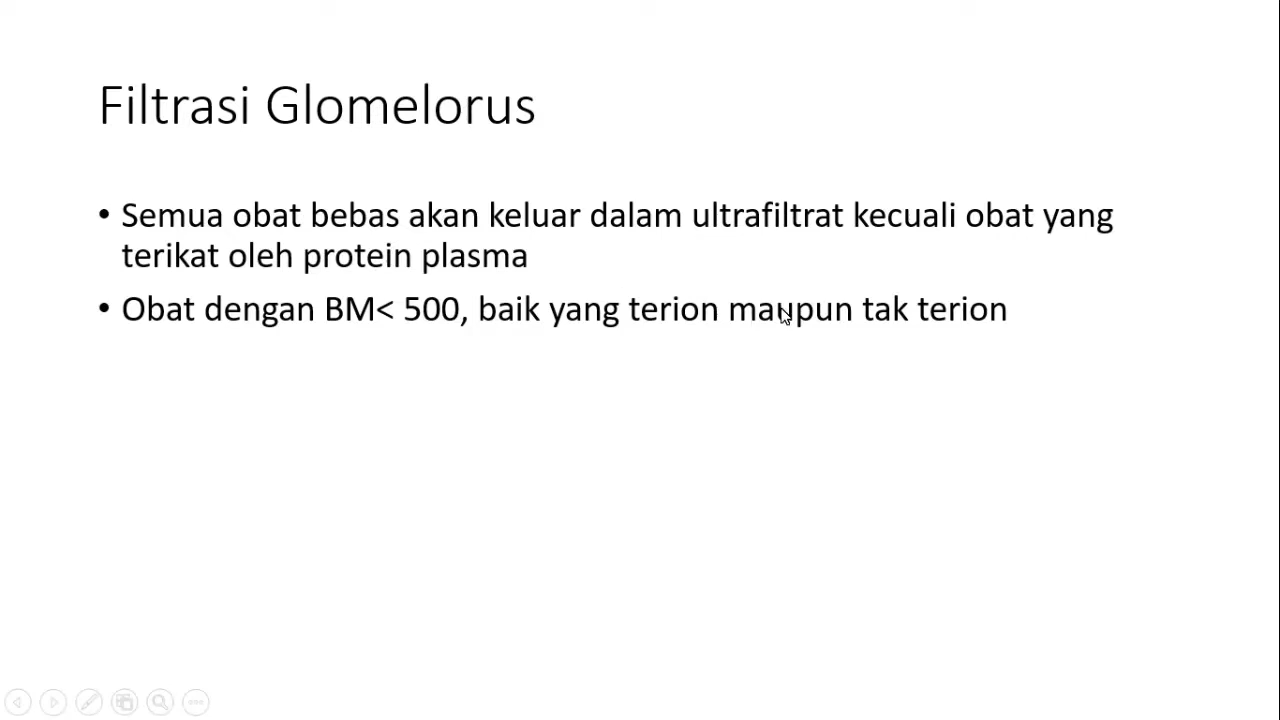 Filtrasi Glomelorus
• Semua obat bebas akan keluar dalam ultrafiltrat kecuali obat yang
terikat oleh protein plasma
• Obat dengan BM< 500, baik yang terion maupun tak terion